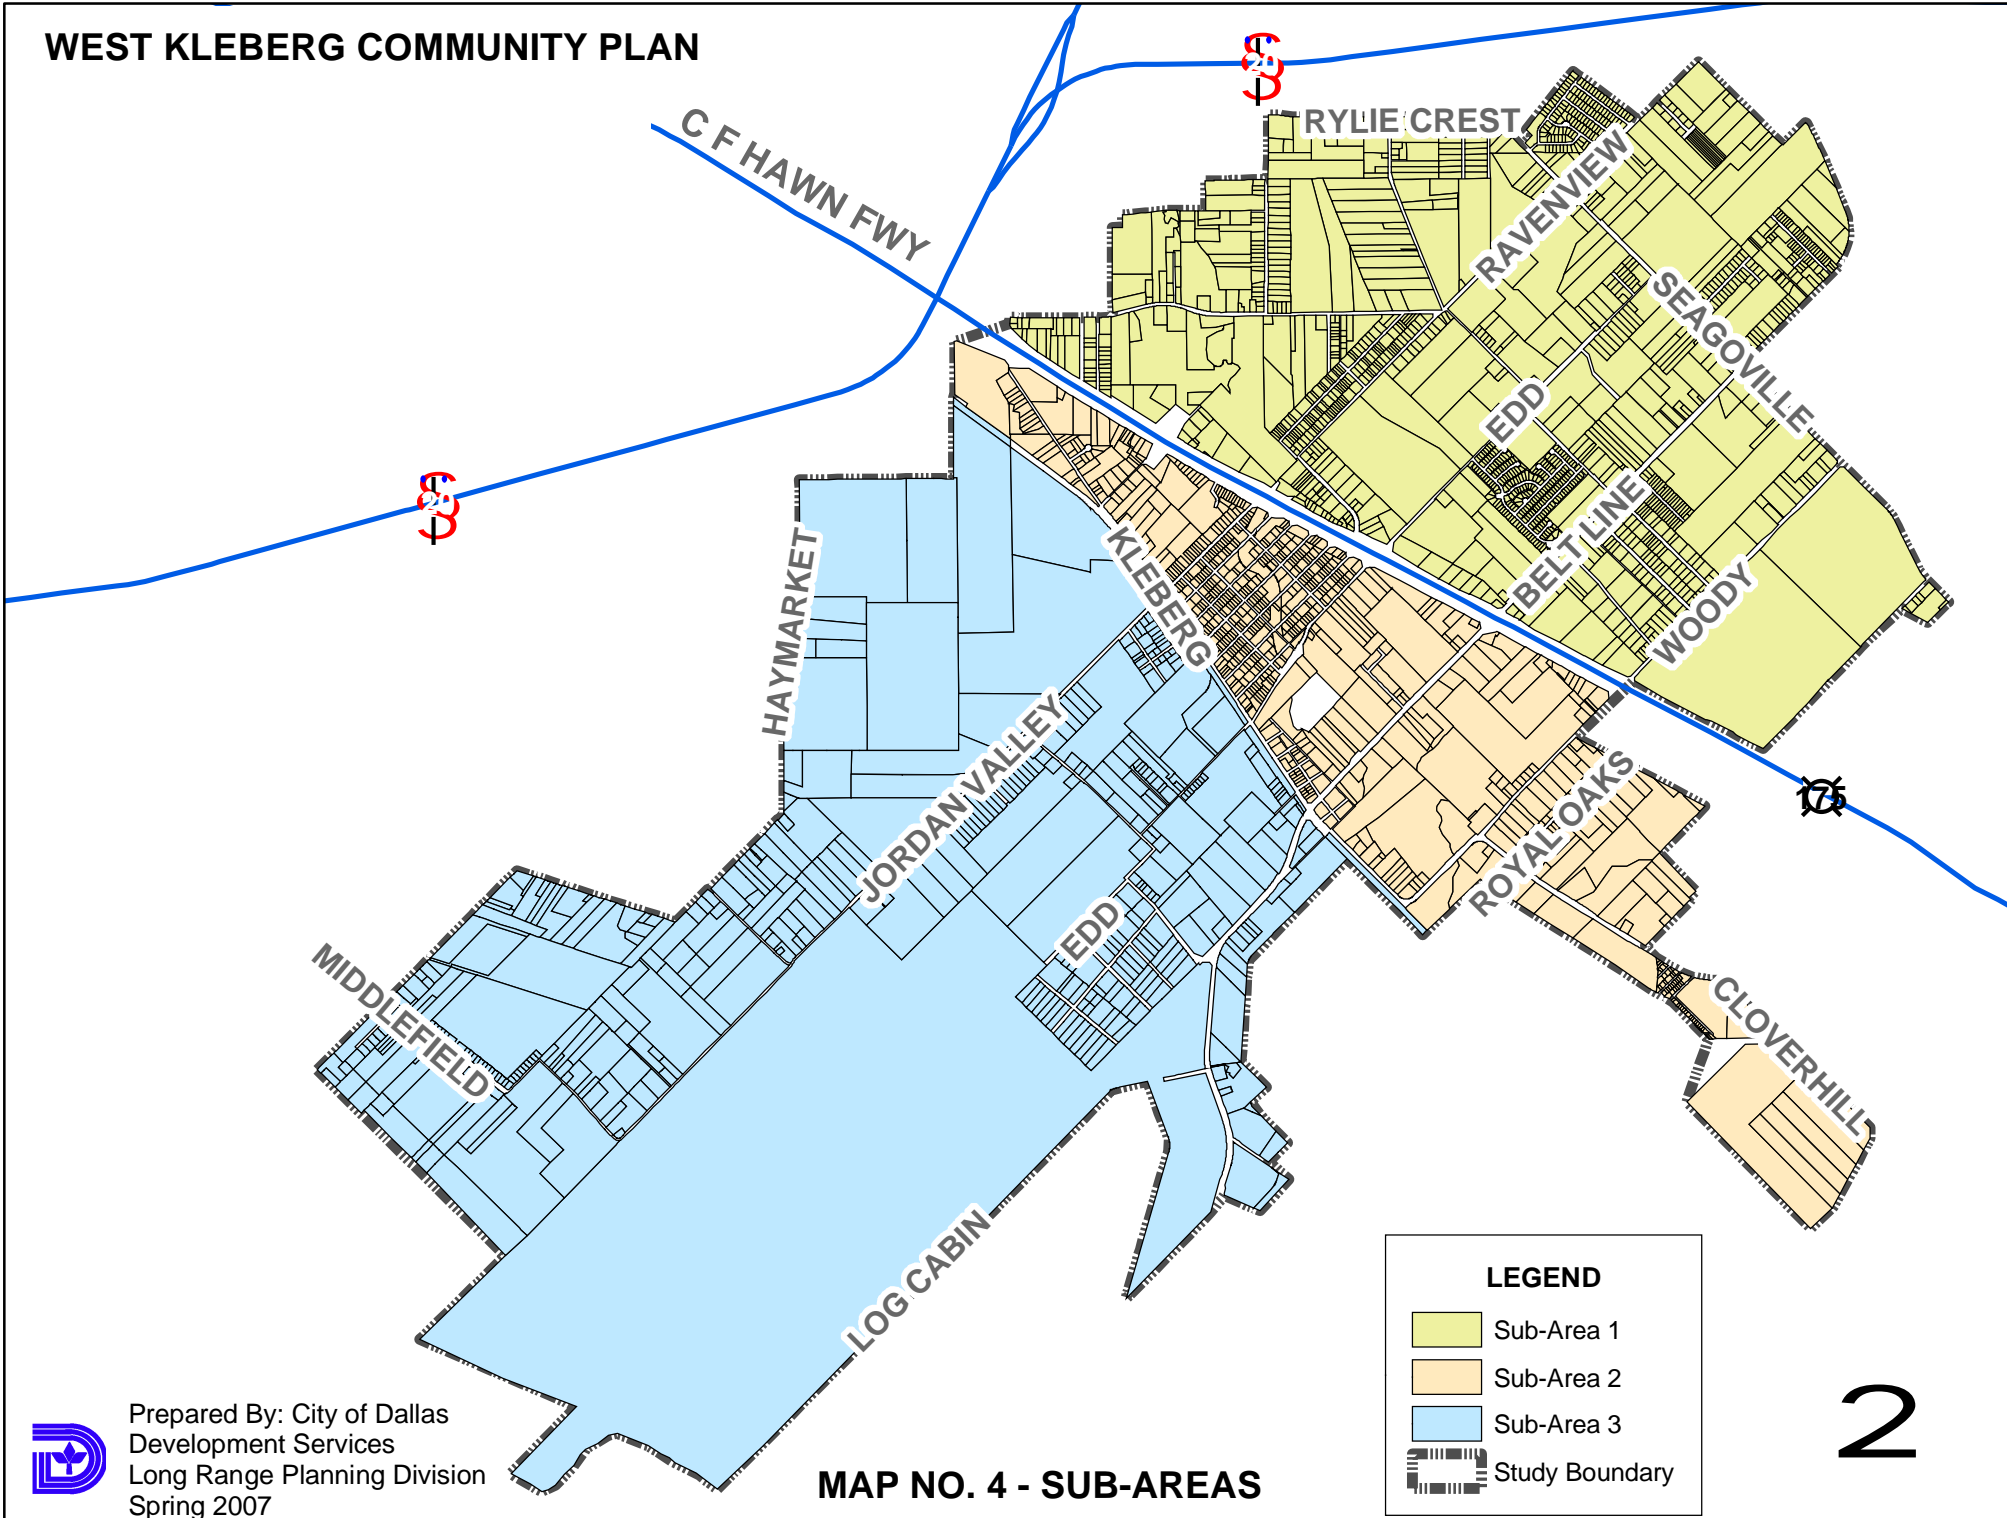 WEST KLEBERG COMMUNITY PLAN
20
C F HAWN FWY
RYLIE CREST
RAVENVIEW
SEAGOVILLE
EDD
BELT LINE
WOODY
20
KLEBERG
HAYMARKET
JORDAN VALLEY
175
ROYAL OAKS
EDD
MIDDLEFIELD
CLOVERHILL
LOG CABIN
LEGEND
Sub-Area 1
Sub-Area 2
Sub-Area 3
Study Boundary
2
Prepared By: City of Dallas
Development Services
Long Range Planning Division
Spring 2007
MAP NO. 4 - SUB-AREAS